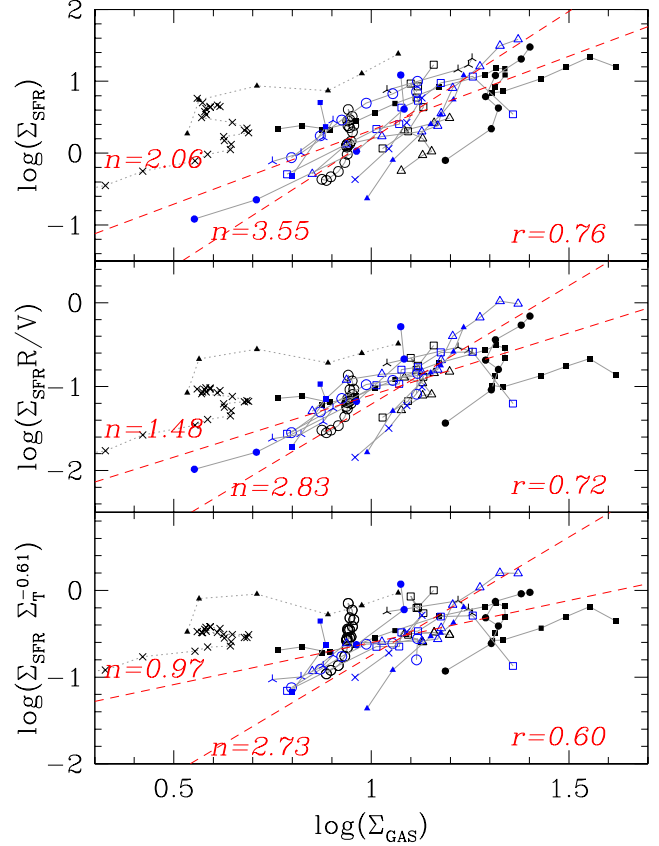 log(Σ_SFR)
1
0
−1
n=2.06
n=3.55
r=0.76
log(Σ_SFR R/V)
0
−1
−2
n=1.48
n=2.83
r=0.72
log(Σ_SFR Σ_T^−0.61)
0
−1
−2
n=0.97
n=2.73
r=0.60
0.5 1 1.5
log(Σ_GAS)